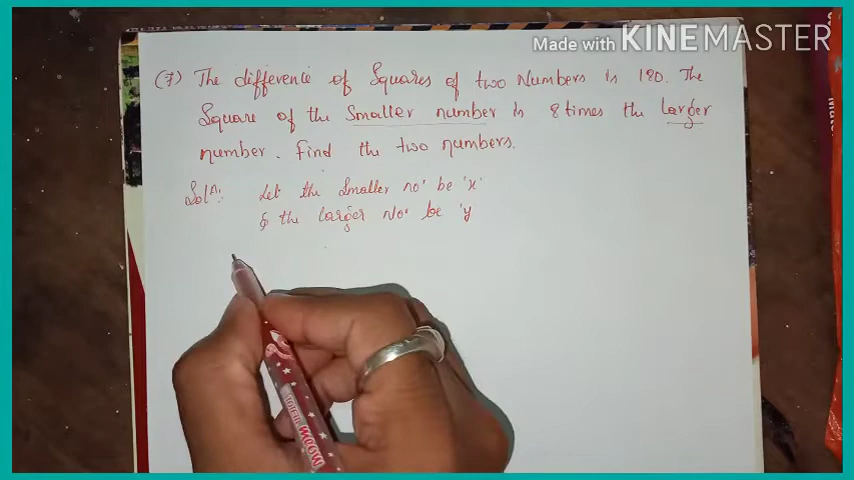 Made with KINEMASTER
(7) The difference of Squares of two Numbers is 180. The
Square of the Smaller number is 8 times the larger
number. Find the two numbers.
Solⁿ: Let the Smaller no' be 'x'
& the larger No' be 'y